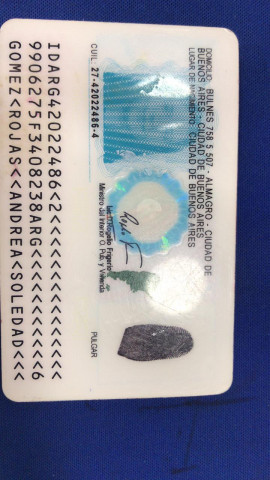 DOMICILIO: BULNES 758 5 507 - ALMAGRO - CIUDAD DE
BUENOS AIRES - CIUDAD DE BUENOS AIRES
LUGAR DE NACIMIENTO: CIUDAD DE BUENOS AIRES
CUIL: 27-42022486-4
Rogelio Frigerio
Ministro del Interior O. Pub. y Vivienda
PULGAR
IDARG42022486<2<<<<<<<<<<<<<<<
9906275F3408238ARG<<<<<<<<<<<6
GOMEZ<ROJAS<<ANDREA<SOLEDAD<<<